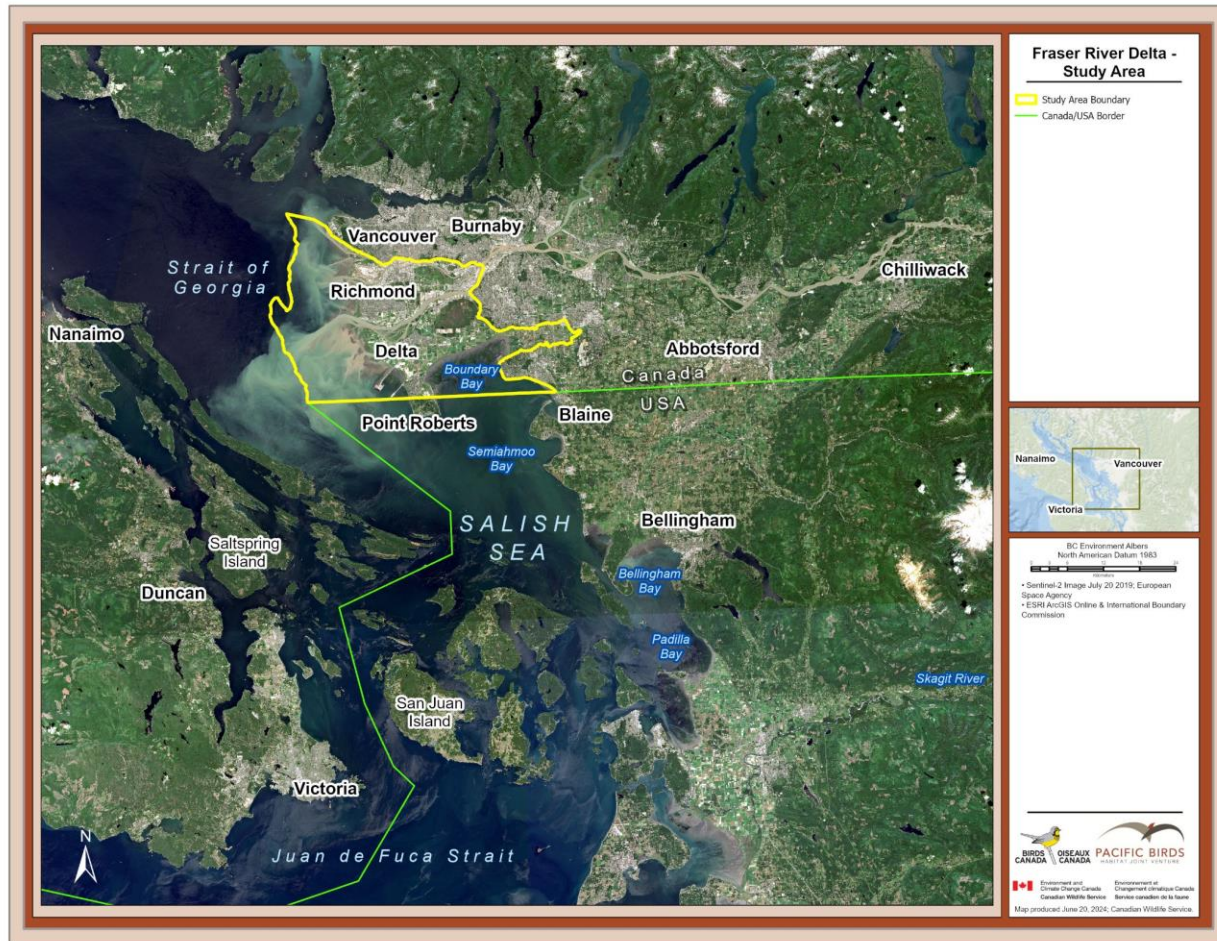 Fraser River Delta -
Study Area
Study Area Boundary
Canada/USA Border
Vancouver
Burnaby
Strait of
Georgia
Richmond
Chilliwack
Nanaimo
Delta
Abbotsford
Boundary
Bay
Canada
USA
Point Roberts
Blaine
Semiahmoo
Bay
SALISH
SEA
Bellingham
Saltspring
Island
Duncan
Bellingham
Bay
Padilla
Bay
Skagit River
San Juan
Island
Victoria
N
Juan de Fuca Strait
Nanaimo
Vancouver
Victoria
BC Environment Albers
North American Datum 1983
Kilometers
• Sentinel-2 Image July 20 2019; European
Space Agency
• ESRI ArcGIS Online & International Boundary
Commission
BIRDS OISEAUX
CANADA CANADA
PACIFIC BIRDS
HABITAT JOINT VENTURE
Environment and
Climate Change Canada
Canadian Wildlife Service
Environnement et
Changement climatique Canada
Service canadien de la faune
Map produced June 20, 2024; Canadian Wildlife Service.